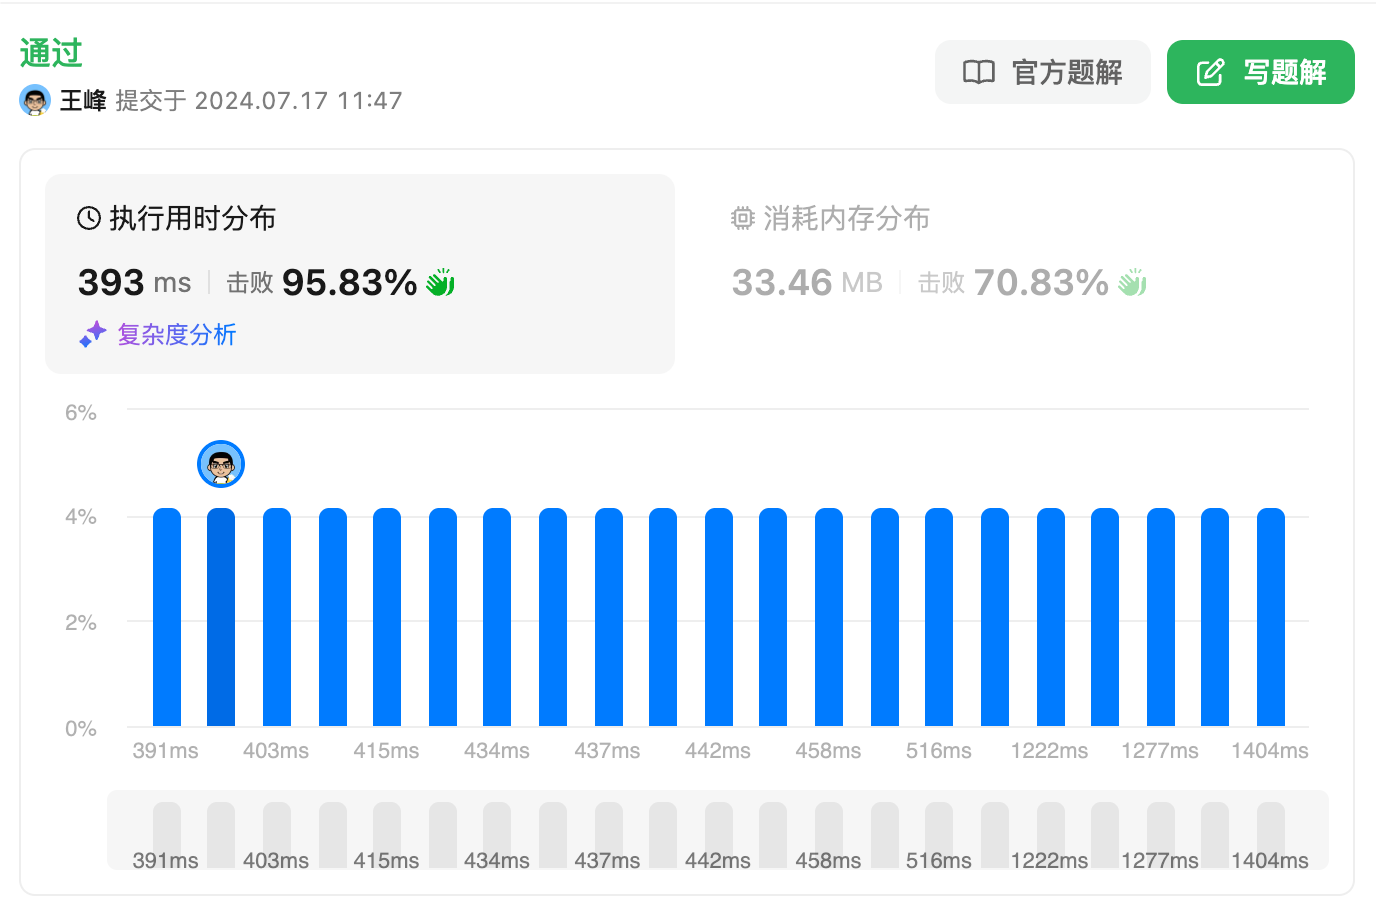 通过
王峰 提交于 2024.07.17 11:47
官方题解
写题解
执行用时分布
393 ms 击败 95.83%
复杂度分析
消耗内存分布
33.46 MB 击败 70.83%
6%
4%
2%
0%
391ms 403ms 415ms 434ms 437ms 442ms 458ms 516ms 1222ms 1277ms 1404ms
391ms 403ms 415ms 434ms 437ms 442ms 458ms 516ms 1222ms 1277ms 1404ms